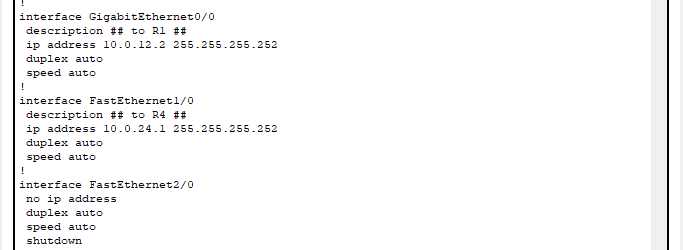 !
interface GigabitEthernet0/0
description ## to R1 ##
ip address 10.0.12.2 255.255.255.252
duplex auto
speed auto
!
interface FastEthernet1/0
description ## to R4 ##
ip address 10.0.24.1 255.255.255.252
duplex auto
speed auto
!
interface FastEthernet2/0
no ip address
duplex auto
speed auto
shutdown